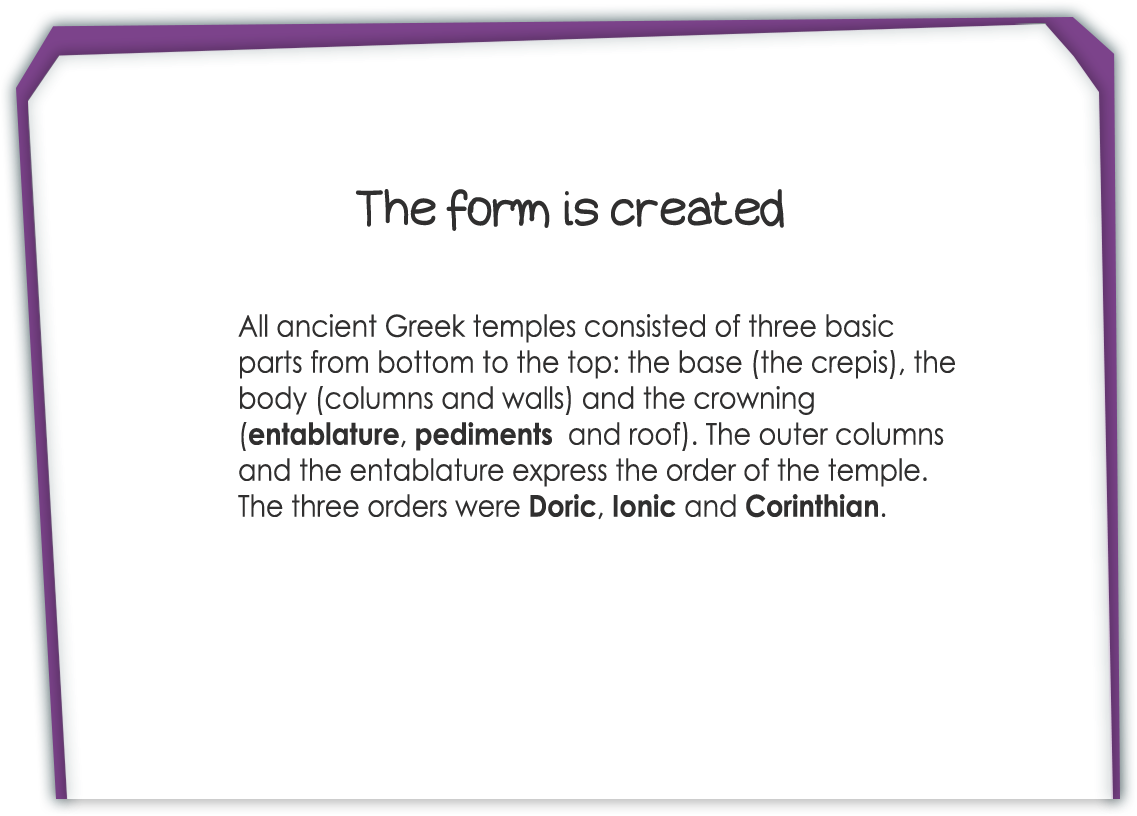 The form is created
All ancient Greek temples consisted of three basic
parts from bottom to the top: the base (the crepis), the
body (columns and walls) and the crowning
(entablature, pediments and roof). The outer columns
and the entablature express the order of the temple.
The three orders were Doric, Ionic and Corinthian.